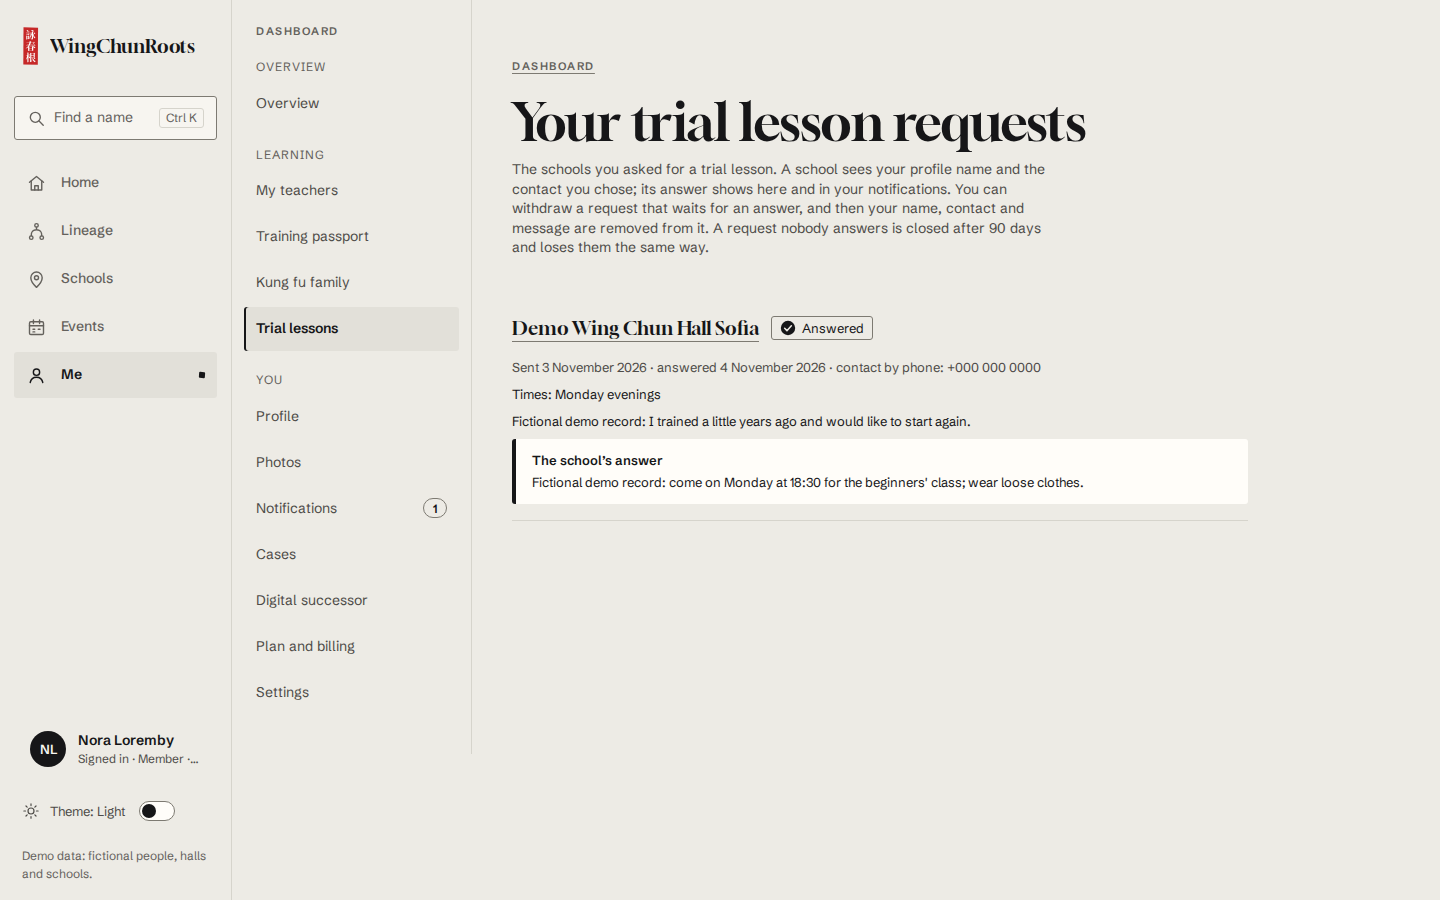 詠春根
WingChunRoots
Find a name
Ctrl K
Home
Lineage
Schools
Events
Me
NL
Nora Loremby
Signed in · Member ·…
Theme: Light
Demo data: fictional people, halls
and schools.
DASHBOARD
OVERVIEW
Overview
LEARNING
My teachers
Training passport
Kung fu family
Trial lessons
YOU
Profile
Photos
Notifications
1
Cases
Digital successor
Plan and billing
Settings
DASHBOARD
Your trial lesson requests
The schools you asked for a trial lesson. A school sees your profile name and the
contact you chose; its answer shows here and in your notifications. You can
withdraw a request that waits for an answer, and then your name, contact and
message are removed from it. A request nobody answers is closed after 90 days
and loses them the same way.
Demo Wing Chun Hall Sofia
Answered
Sent 3 November 2026 · answered 4 November 2026 · contact by phone: +000 000 0000
Times: Monday evenings
Fictional demo record: I trained a little years ago and would like to start again.
The school’s answer
Fictional demo record: come on Monday at 18:30 for the beginners' class; wear loose clothes.